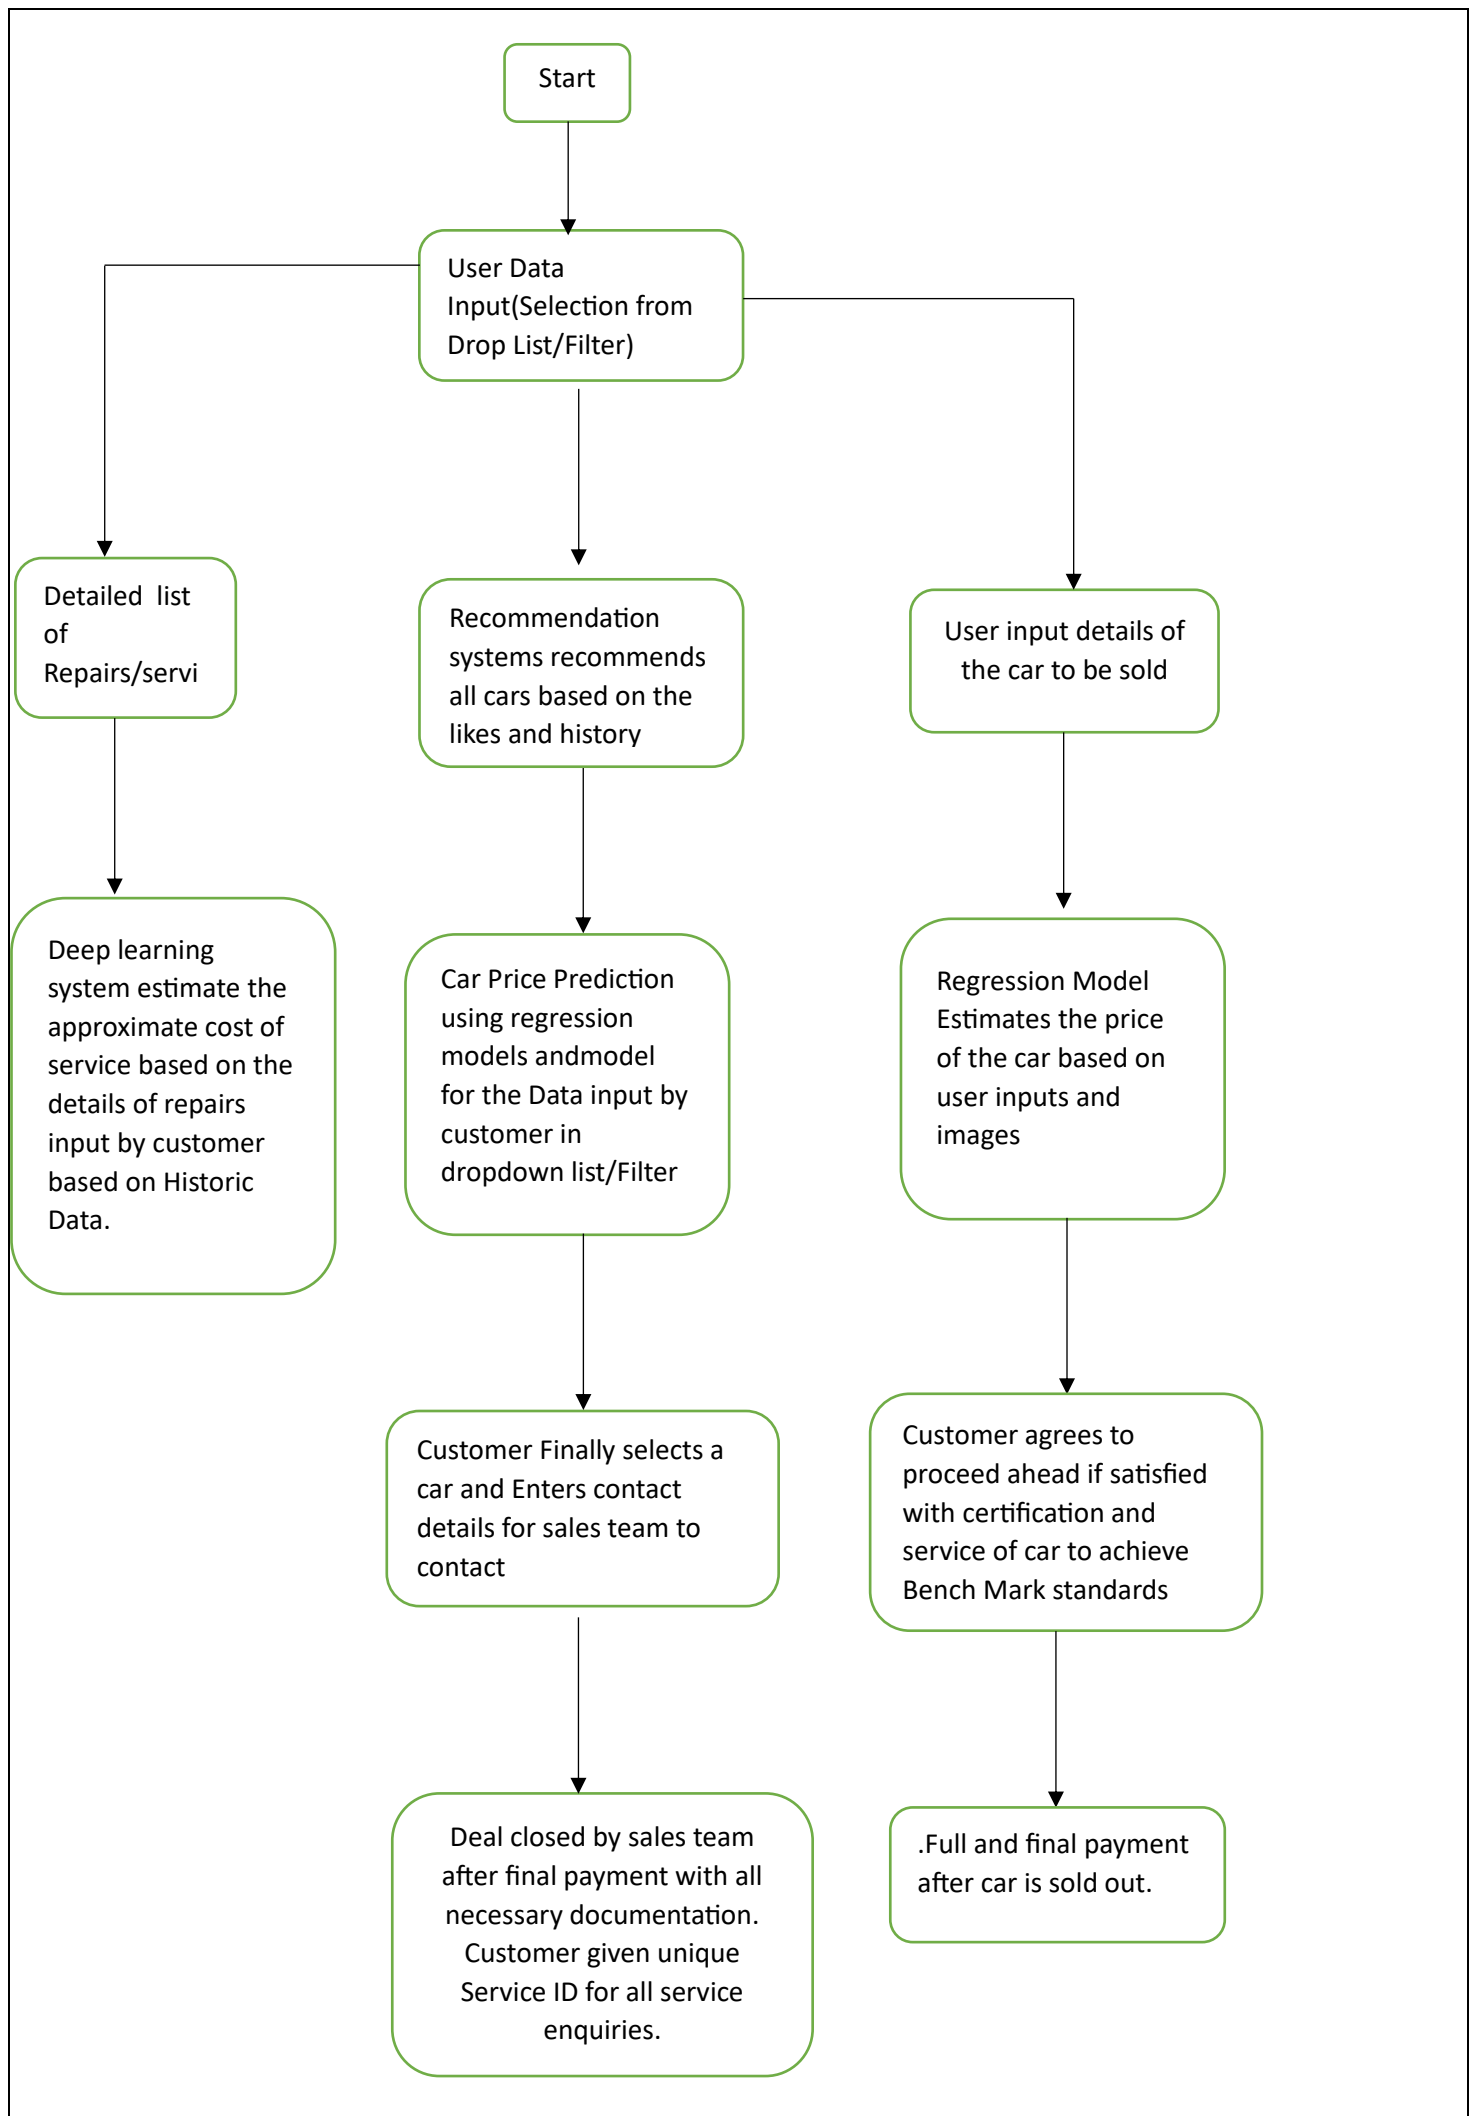 Start
User Data
Input(Selection from
Drop List/Filter)
Detailed  list
of
Repairs/servi
Recommendation
systems recommends
all cars based on the
likes and history
User input details of
the car to be sold
Deep learning
system estimate the
approximate cost of
service based on the
details of repairs
input by customer
based on Historic
Data.
Car Price Prediction
using regression
models andmodel
for the Data input by
customer in
dropdown list/Filter
Regression Model
Estimates the price
of the car based on
user inputs and
images
Customer Finally selects a
car and Enters contact
details for sales team to
contact
Customer agrees to
proceed ahead if satisfied
with certification and
service of car to achieve
Bench Mark standards
Deal closed by sales team
after final payment with all
necessary documentation.
Customer given unique
Service ID for all service
enquiries.
.Full and final payment
after car is sold out.